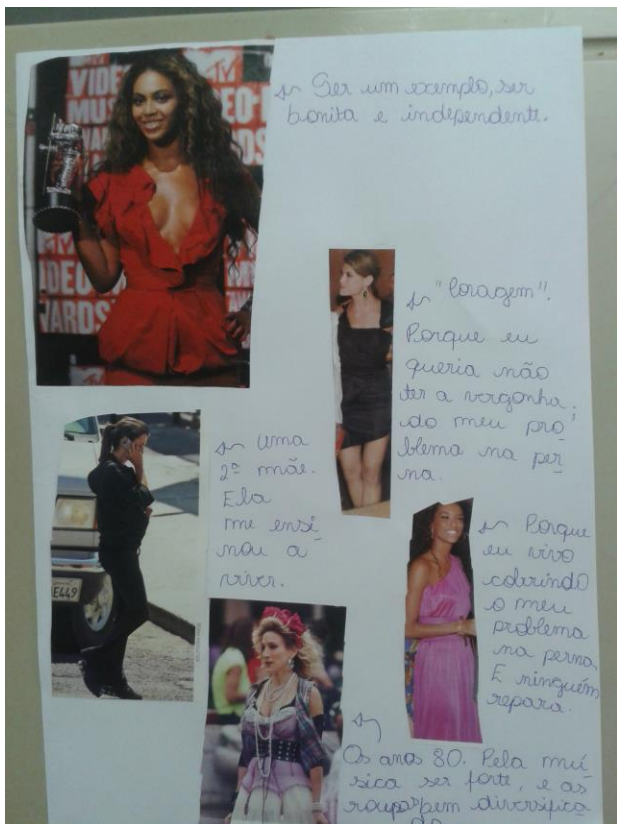 MTV
VIDEO
MUSIC
AWARDS
Ser um exemplo, ser
bonita e independente.
"Coragem".
Porque eu
queria não
ter a vergonha
do meu pro-
blema na per-
na.
uma
2ª mãe.
Ela
me ensi-
nou a
viver.
E449
Porque
eu vivo
cobrindo
o meu
problema
na perna,
E ninguém
repara.
Os anos 80. Pela mú-
sica ser forte, e as
roupas bem diversifica-